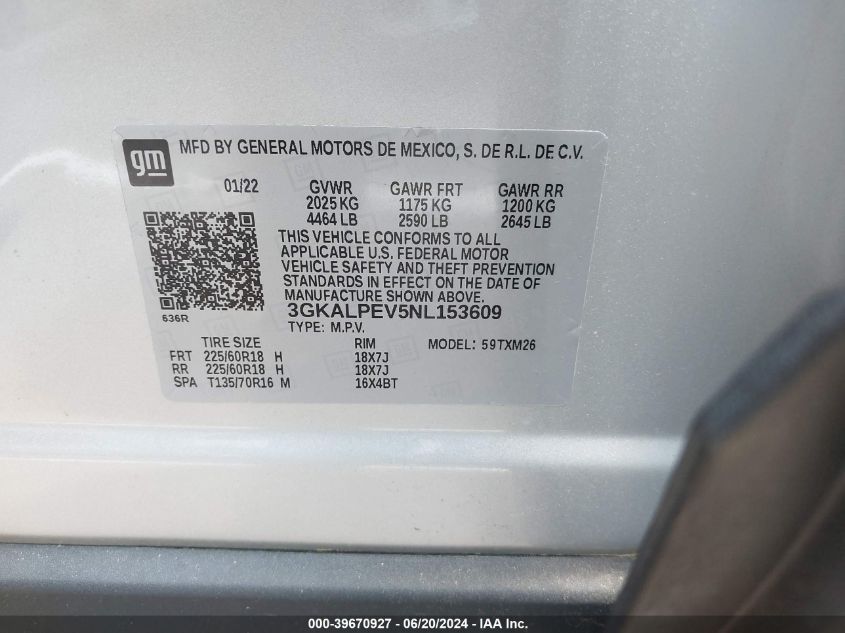 gm
MFD BY GENERAL MOTORS DE MEXICO, S. DE R.L. DE C.V.
01/22 GVWR GAWR FRT GAWR RR
2025 KG 1175 KG 1200 KG
4464 LB 2590 LB 2645 LB
THIS VEHICLE CONFORMS TO ALL
APPLICABLE U.S. FEDERAL MOTOR
VEHICLE SAFETY AND THEFT PREVENTION
STANDARDS IN EFFECT ON THE DATE OF
MANUFACTURE SHOWN ABOVE.
3GKALPEV5NL153609
636R
TYPE: M.P.V.
TIRE SIZE RIM MODEL: 59TXM26
FRT 225/60R18 H 18X7J
RR 225/60R18 H 18X7J
SPA T135/70R16 M 16X4BT
000-39670927 - 06/20/2024 - IAA, Inc.